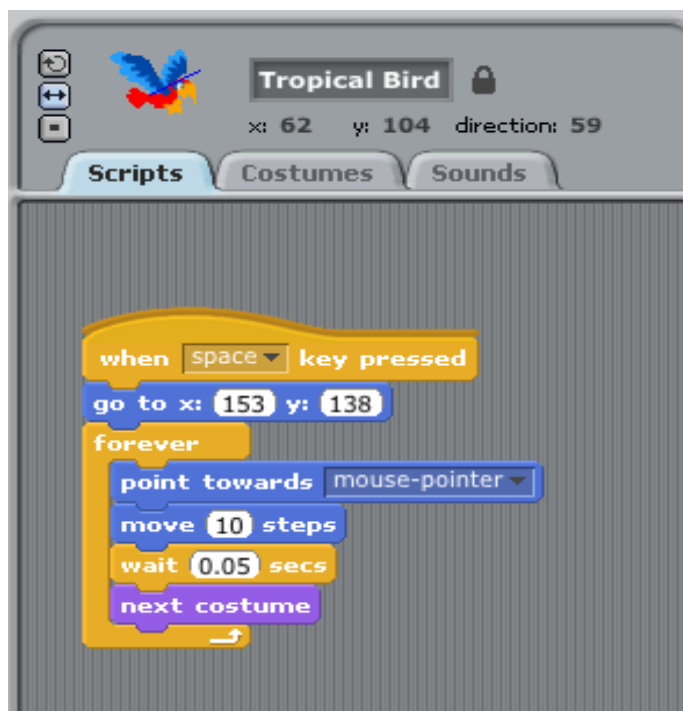 Tropical Bird
x: 62 y: 104 direction: 59
Scripts Costumes Sounds
when space key pressed
go to x: 153 y: 138
forever
point towards mouse-pointer
move 10 steps
wait 0.05 secs
next costume